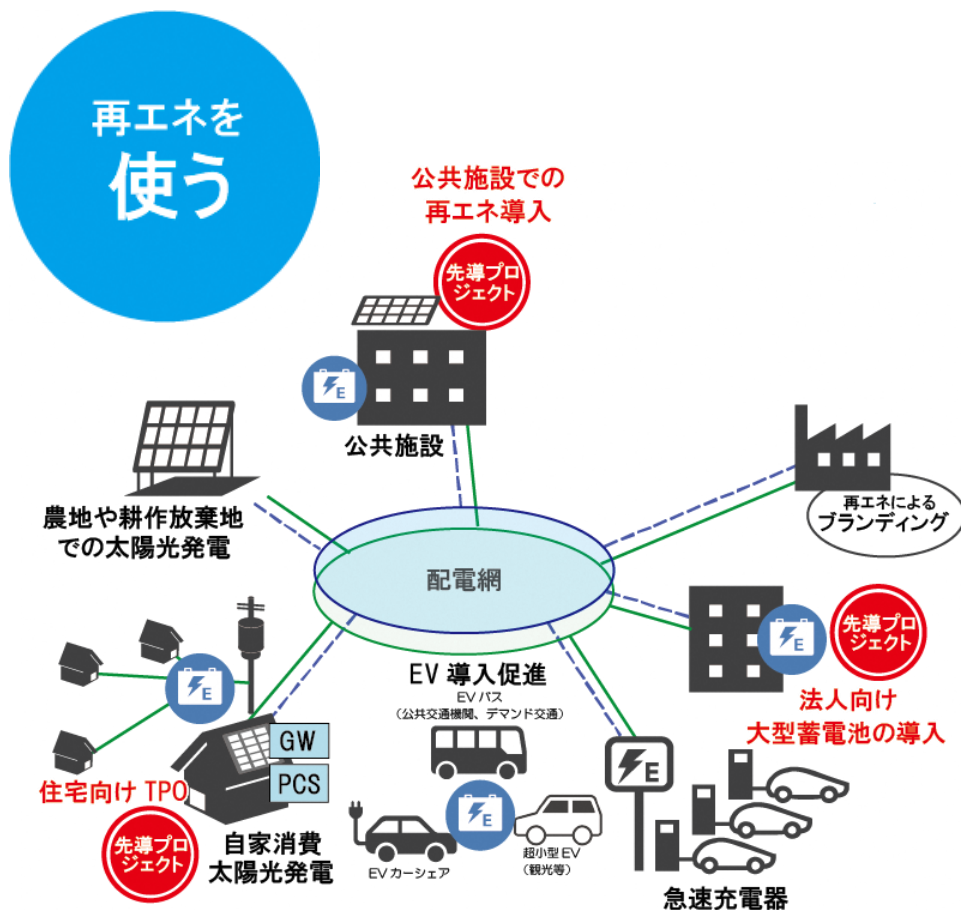 再エネを
使う
公共施設での
再エネ導入
先導プロ
ジェクト
E
公共施設
農地や耕作放棄地
での太陽光発電
再エネによる
ブランディング
配電網
E
先導プロ
ジェクト
法人向け
大型蓄電池の導入
EV 導入促進
EV バス
(公共交通機関、デマンド交通)
E
GW
PCS
住宅向け TPO
先導プロ
ジェクト
自家消費
太陽光発電
E
EV カーシェア
超小型 EV
(観光等)
E
急速充電器